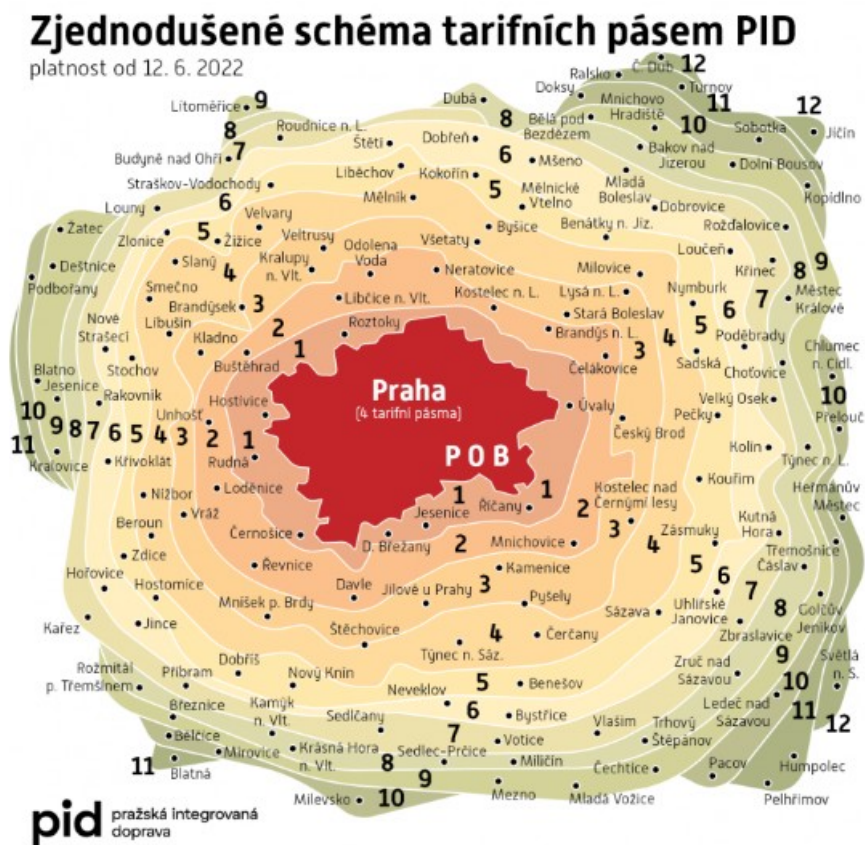 Zjednodušené schéma tarifních pásem PID
platnost od 12. 6. 2022
Č. Dub
12
Ralsko
Turnov
Doksy
Mnichovo
Hradiště
11
12
Litoměřice
9
Dubá
8
Bělá pod
Bezdězem
10
Sobotka
Jičín
8
Roudnice n. L.
Štětí
Dobřeň
6
Mšeno
Bakov nad
Jizerou
Dolní Bousov
7
Budyně nad Ohří
Liběchov
Kokořín
5
Mělnické
Vtelno
Mladá
Boleslav
Kopidlno
Straškov-Vodochody
Mělník
Dobrovice
Louny
6
Velvary
Všetaty
Byšice
Benátky n. Jiz.
Rožďalovice
Žatec
Zlonice
5
Žižice
Veltrusy
Odolena
Voda
Loučeň
Deštnice
Slaný
4
Kralupy
n. Vlt.
Neratovice
Milovice
Křinec
8
9
Podbořany
Smečno
Brandýsek
3
Libčice n. Vlt.
Kostelec n. L.
Lysá n. L.
Nymburk
6
7
Městec
Králové
Nové
Strašecí
Libušin
2
Roztoky
Stará Boleslav
5
Poděbrady
Kladno
Brandýs n. L.
3
4
Stochov
Buštěhrad
1
Čelákovice
Sadská
Choťovice
Chlumec
n. Cidl.
Blatno
Jesenice
Rakovník
Hostivice
Praha
(4 tarifní pásma)
Úvaly
Velký Osek
10
Unhošť
Český Brod
Pečky
Přelouč
11
10
9
8
7
6
5
4
3
2
1
Kralovice
Křivoklát
Rudná
P O B
Kolín
Týnec n. L.
Nižbor
Loděnice
1
Jesenice
Říčany
1
2
Kostelec nad
Černými lesy
Kouřim
Heřmanův
Městec
Beroun
Vráž
Černošice
D. Břežany
2
Mnichovice
3
4
Zásmuky
Kutná
Hora
Zdice
Řevnice
Kamenice
5
6
Třemošnice
Čáslav
Hořovice
Hostomice
Davle
Jílové u Prahy
3
Pyšely
Sázava
Uhlířské
Janovice
7
8
Golčův
Jeníkov
Kařez
Jince
Mníšek p. Brdy
Štěchovice
4
Čerčany
Zbraslavice
Týnec n. Sáz.
9
Světlá
n. S.
Rožmitál
p. Třemšínem
Příbram
Dobříš
Nový Knín
5
Benešov
Zruč nad
Sázavou
10
Březnice
Kamýk
n. Vlt.
Sedlčany
Neveklov
6
Bystřice
Vlašim
Trhový
Štěpánov
Ledeč nad
Sázavou
11
12
Bělčice
7
Votice
11
Mirovice
Krásná Hora
n. Vlt.
8
Sedlec-Prčice
Miličín
Čechtice
Pacov
Humpolec
Blatná
9
Milevsko
10
Mezno
Mladá Vožice
Pelhřimov
pid pražská integrovaná
doprava